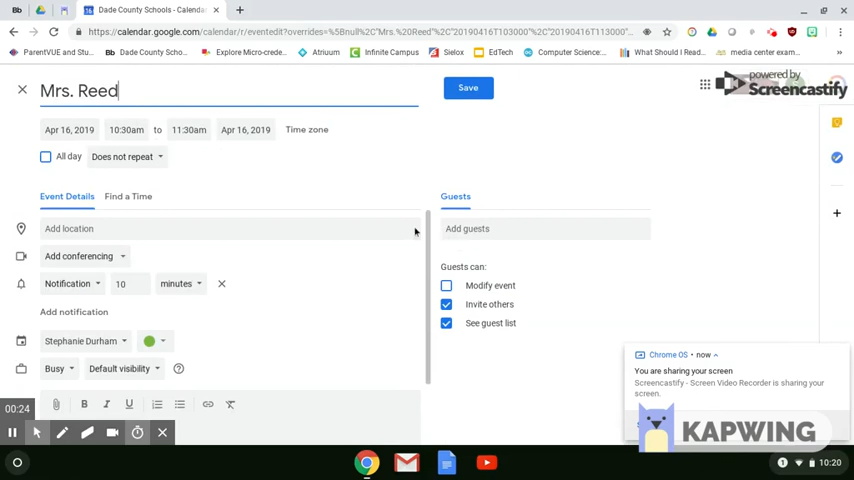 Dade County Schools - Calenda
https://calendar.google.com/calendar/r/eventedit?overrides=%5Bnull%2C"Mrs.%20Reed"%2C"20190416T103000"%2C"20190416T113000"%
ParentVUE and Stu... Bb Dade County Scho... Explore Micro-crede... Atrium Infinite Campus Sielox EdTech Computer Science:... What Should I Read... media center exam...
Mrs. Reed
Save
powered by
Screencastify
Apr 16, 2019 10:30am to 11:30am Apr 16, 2019 Time zone
All day Does not repeat
Event Details Find a Time Guests
Add location Add guests
Add conferencing
Guests can:
Notification 10 minutes Modify event
Invite others
Add notification
See guest list
Stephanie Durham
Busy Default visibility
Chrome OS • now
You are sharing your screen
Screencastify - Screen Video Recorder is sharing your
screen.
B I U
00:24
KAPWING
1 10:20